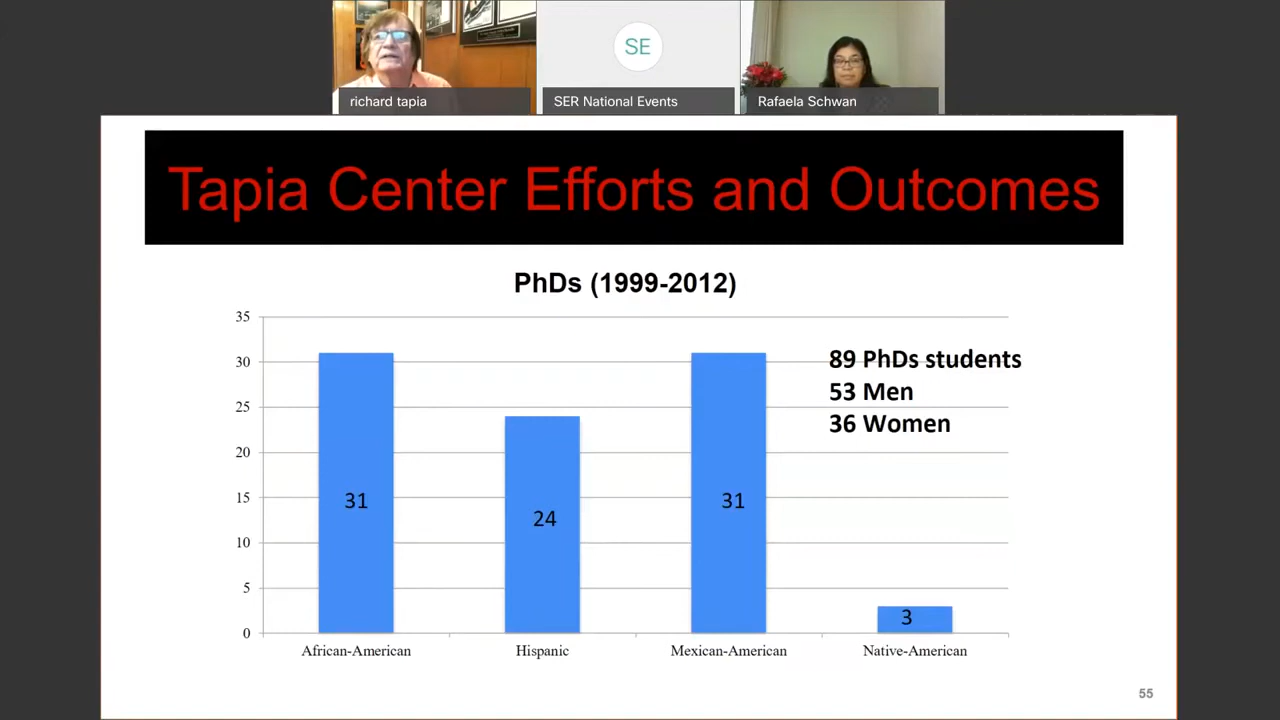 richard tapia
SE
SER National Events
Rafaela Schwan
Tapia Center Efforts and Outcomes
PhDs (1999-2012)
35
30
25
20
15
10
5
0
89 PhDs students
53 Men
36 Women
31
24
31
3
African-American
Hispanic
Mexican-American
Native-American
55